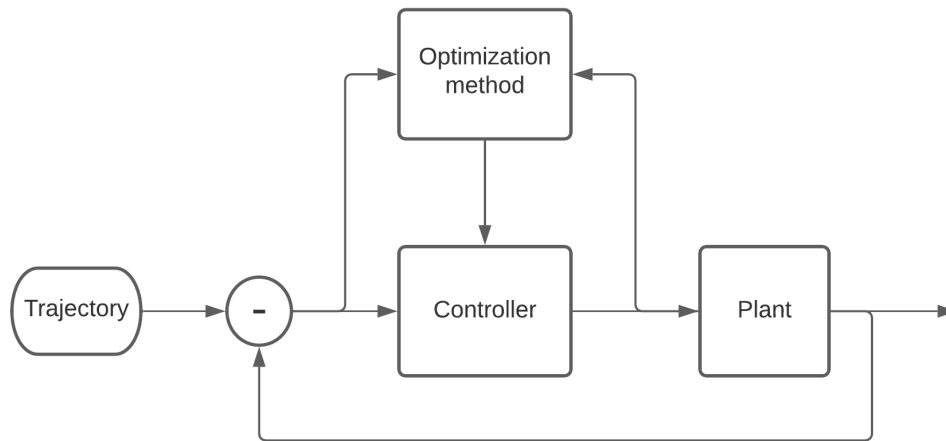 Optimization
method
Trajectory
-
Controller
Plant